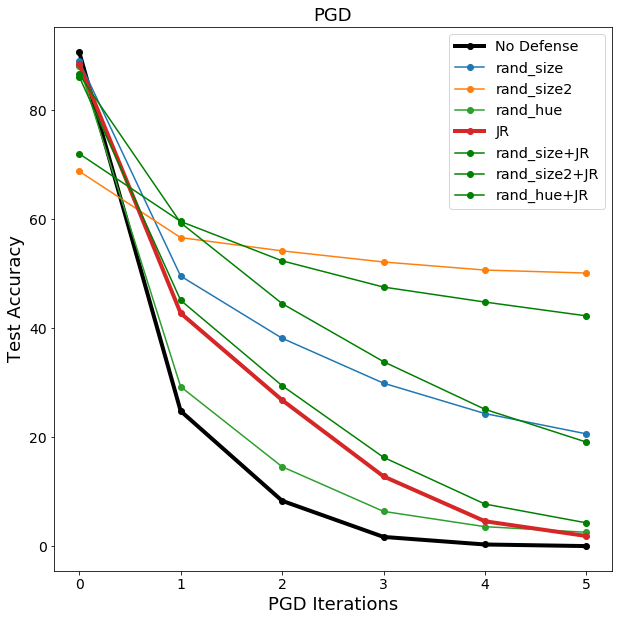 PGD
No Defense
rand_size
rand_size2
rand_hue
JR
rand_size+JR
rand_size2+JR
rand_hue+JR
Test Accuracy
80
60
40
20
0
0 1 2 3 4 5
PGD Iterations